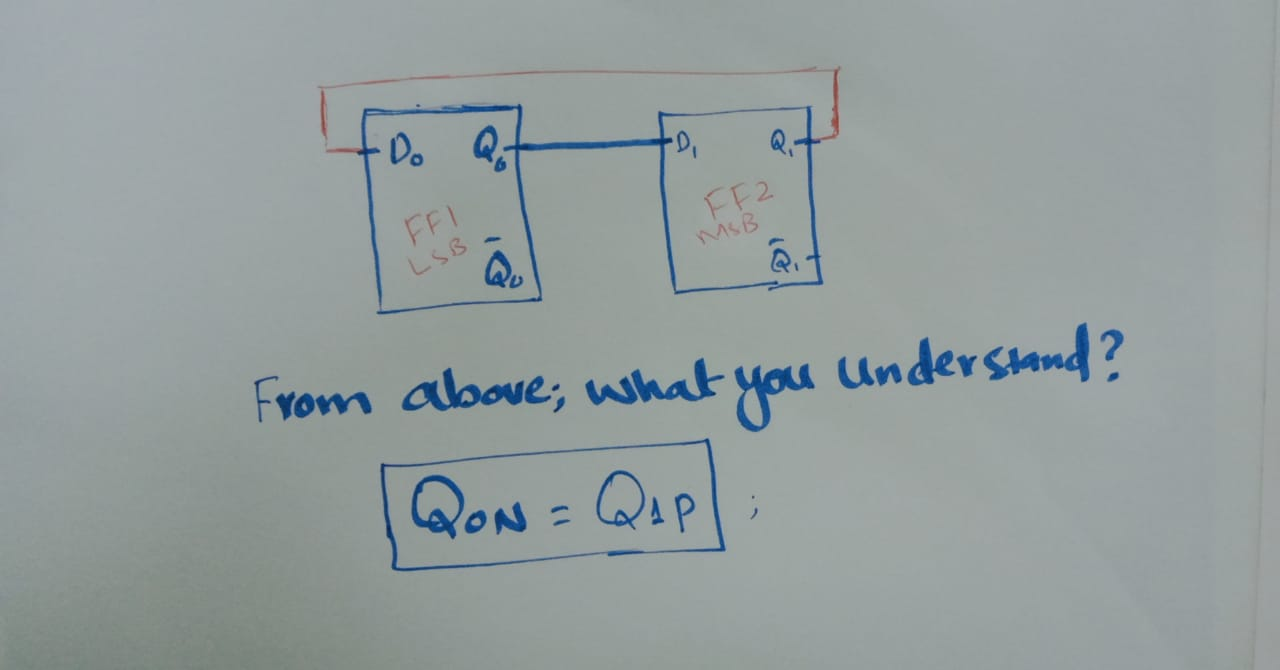 D₀ Q₀ D₁ Q₁
FF1 FF2
LSB MSB
Q̅₀ Q̅₁
From above; what you understand?
Q0N = Q1P ;